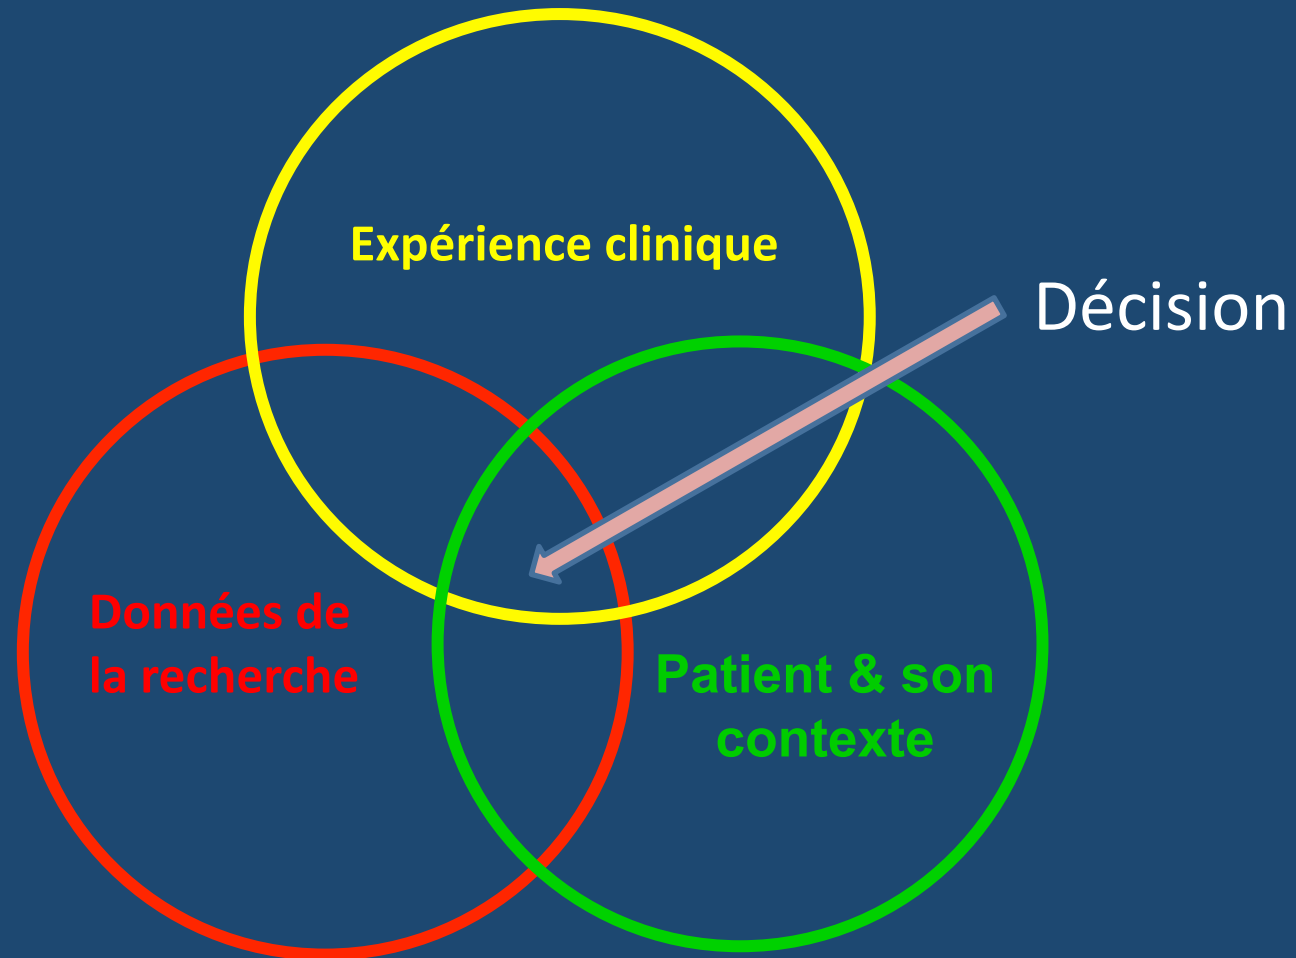 Expérience clinique
Décision
Données de
la recherche
Patient & son
contexte